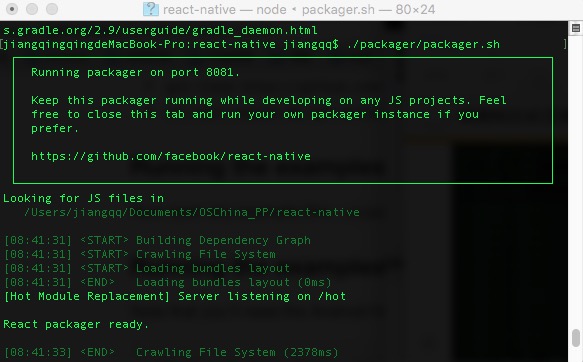 react-native — node ◂ packager.sh — 80×24
s.gradle.org/2.9/userguide/gradle_daemon.html
[jiangqingqingdeMacBook-Pro:react-native jiangqq$ ./packager/packager.sh ]
Running packager on port 8081.
Keep this packager running while developing on any JS projects. Feel
free to close this tab and run your own packager instance if you
prefer.
https://github.com/facebook/react-native
Looking for JS files in
/Users/jiangqq/Documents/OSChina_PP/react-native
[08:41:31] <START> Building Dependency Graph
[08:41:31] <START> Crawling File System
[08:41:31] <START> Loading bundles layout
[08:41:31] <END>   Loading bundles layout (0ms)
[Hot Module Replacement] Server listening on /hot
React packager ready.
[08:41:33] <END>   Crawling File System (2378ms)